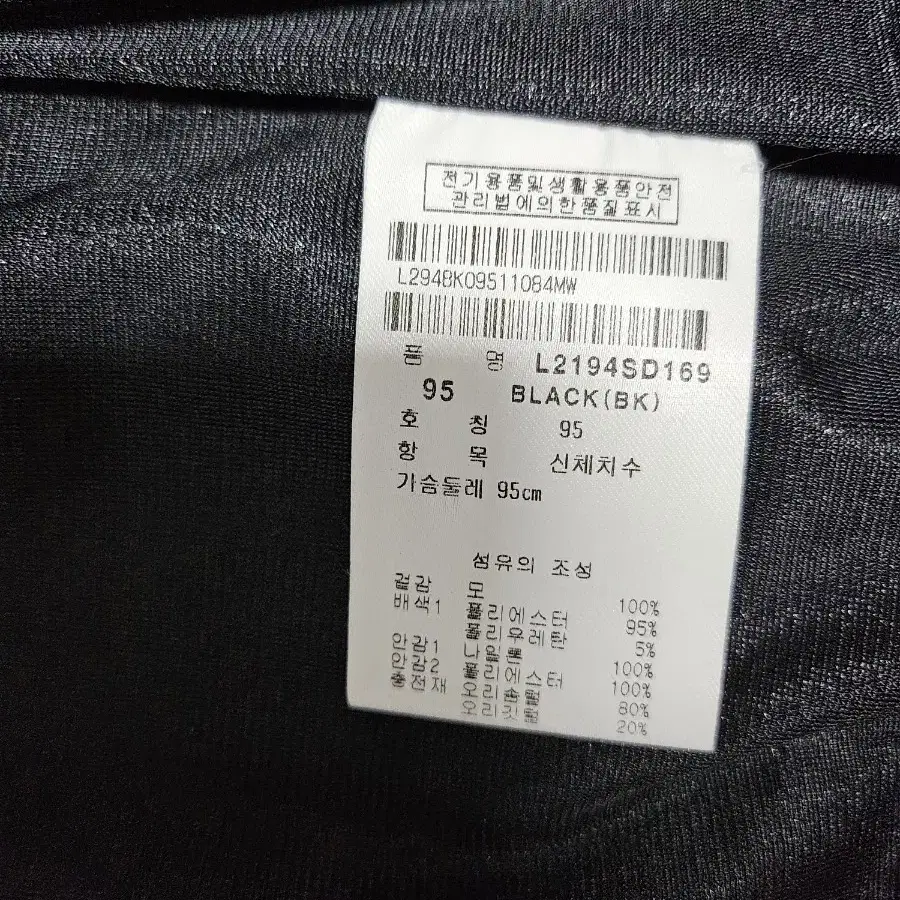 전기용품및생활용품안전
관리법에의한품질표시
L294BK09511084MW
품 명 L2194SD169
95 BLACK(BK)
호 칭 95
항 목 신체치수
가슴둘레 95cm
섬유의 조성
겉감 모 100%
배색1 폴리에스터 95%
폴리우레탄 5%
안감1 나일론 100%
안감2 폴리에스터 100%
충전재 오리솜털 80%
오리깃털 20%